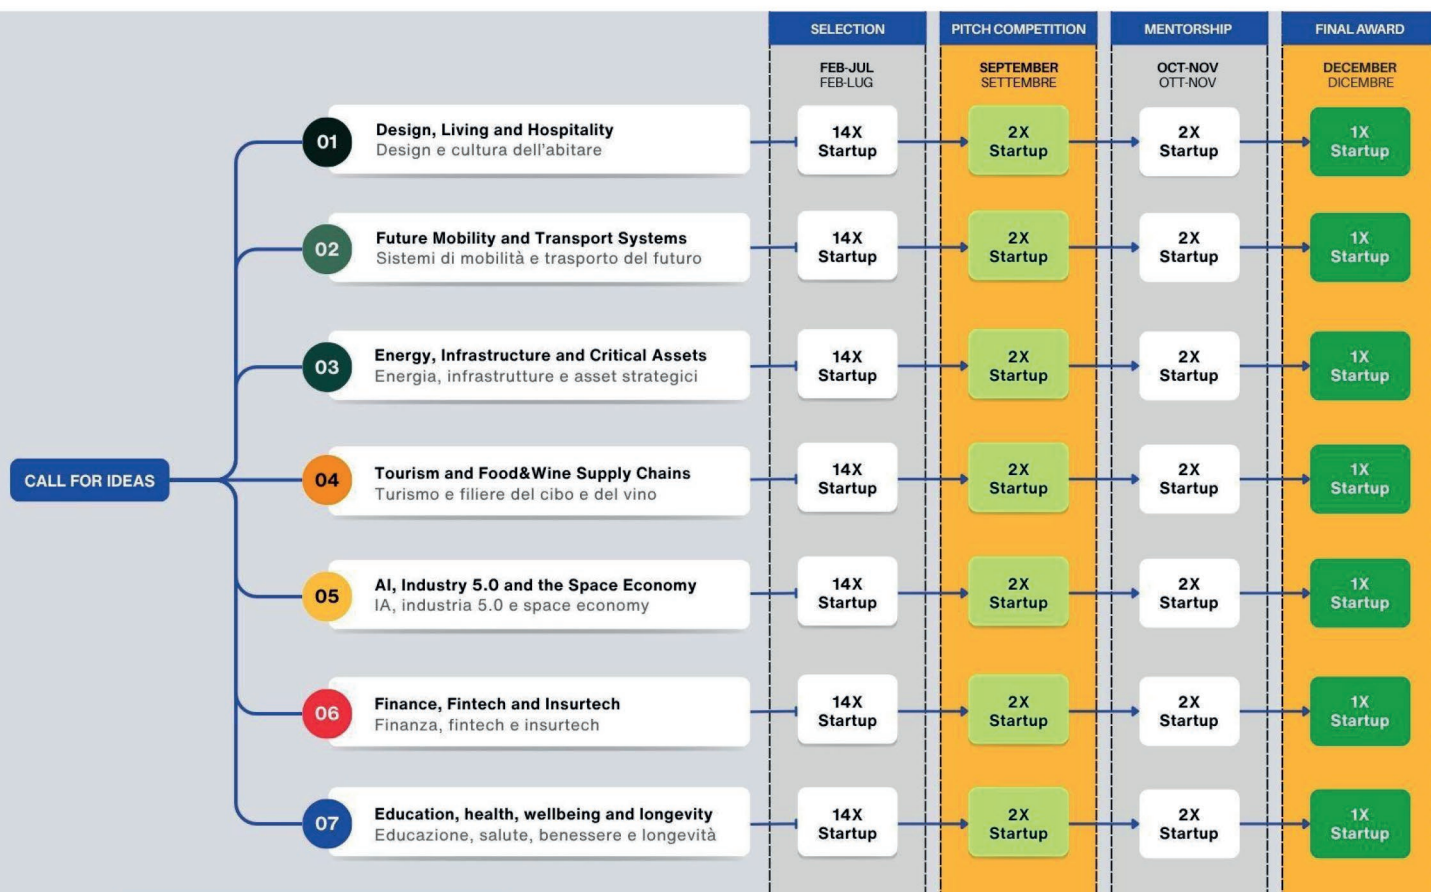 SELECTION
PITCH COMPETITION
MENTORSHIP
FINAL AWARD
FEB-JUL
FEB-LUG
SEPTEMBER
SETTEMBRE
OCT-NOV
OTT-NOV
DECEMBER
DICEMBRE
CALL FOR IDEAS
01
Design, Living and Hospitality
Design e cultura dell'abitare
14X
Startup
2X
Startup
2X
Startup
1X
Startup
02
Future Mobility and Transport Systems
Sistemi di mobilità e trasporto del futuro
14X
Startup
2X
Startup
2X
Startup
1X
Startup
03
Energy, Infrastructure and Critical Assets
Energia, infrastrutture e asset strategici
14X
Startup
2X
Startup
2X
Startup
1X
Startup
04
Tourism and Food&Wine Supply Chains
Turismo e filiere del cibo e del vino
14X
Startup
2X
Startup
2X
Startup
1X
Startup
05
AI, Industry 5.0 and the Space Economy
IA, industria 5.0 e space economy
14X
Startup
2X
Startup
2X
Startup
1X
Startup
06
Finance, Fintech and Insurtech
Finanza, fintech e insurtech
14X
Startup
2X
Startup
2X
Startup
1X
Startup
07
Education, health, wellbeing and longevity
Educazione, salute, benessere e longevità
14X
Startup
2X
Startup
2X
Startup
1X
Startup